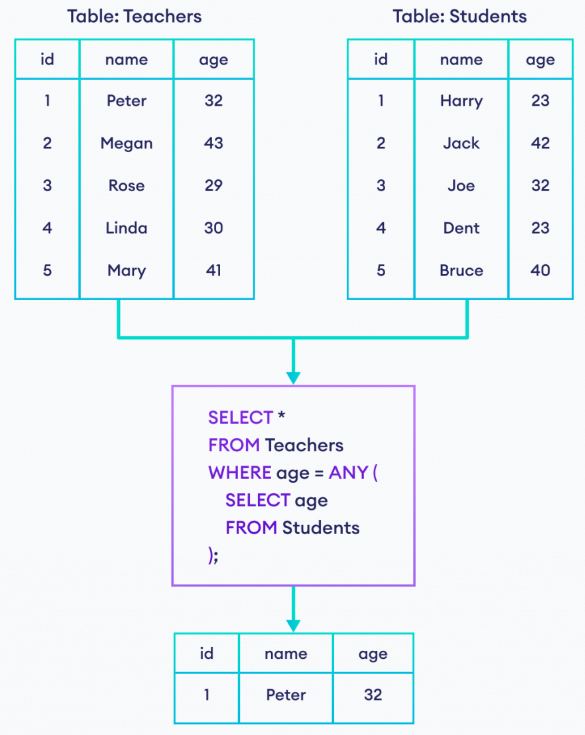 Table: Teachers
id name age
1 Peter 32
2 Megan 43
3 Rose 29
4 Linda 30
5 Mary 41
Table: Students
id name age
1 Harry 23
2 Jack 42
3 Joe 32
4 Dent 23
5 Bruce 40
SELECT *
FROM Teachers
WHERE age = ANY (
SELECT age
FROM Students
);
id name age
1 Peter 32